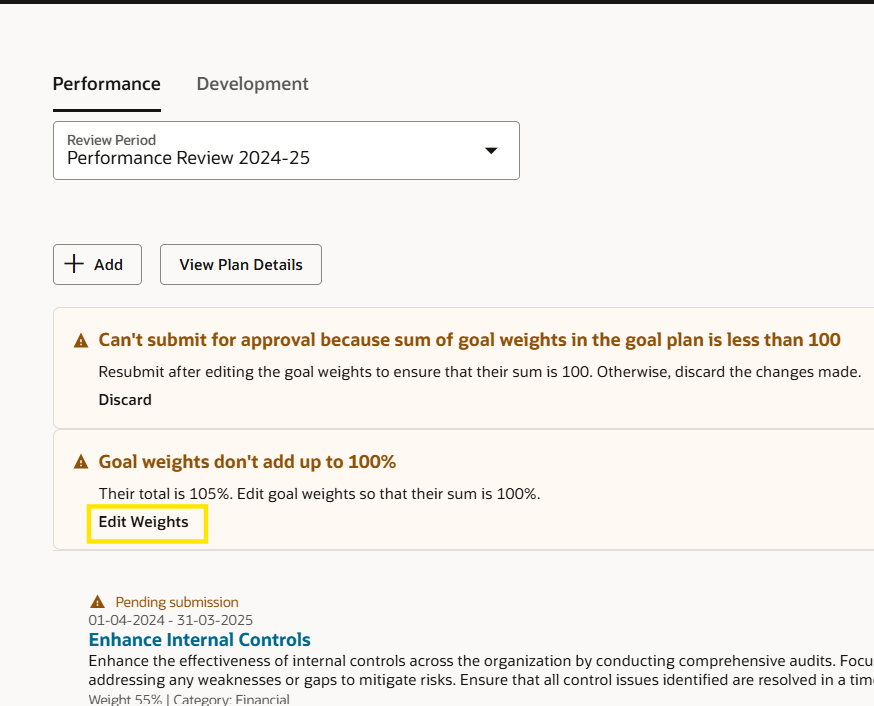 Performance Development
Review Period
Performance Review 2024-25
Add View Plan Details
Can't submit for approval because sum of goal weights in the goal plan is less than 100
Resubmit after editing the goal weights to ensure that their sum is 100. Otherwise, discard the changes made.
Discard
Goal weights don't add up to 100%
Their total is 105%. Edit goal weights so that their sum is 100%.
Edit Weights
Pending submission
01-04-2024 - 31-03-2025
Enhance Internal Controls
Enhance the effectiveness of internal controls across the organization by conducting comprehensive audits. Focu
addressing any weaknesses or gaps to mitigate risks. Ensure that all control issues identified are resolved in a tim
Weight 55% | Category: Financial